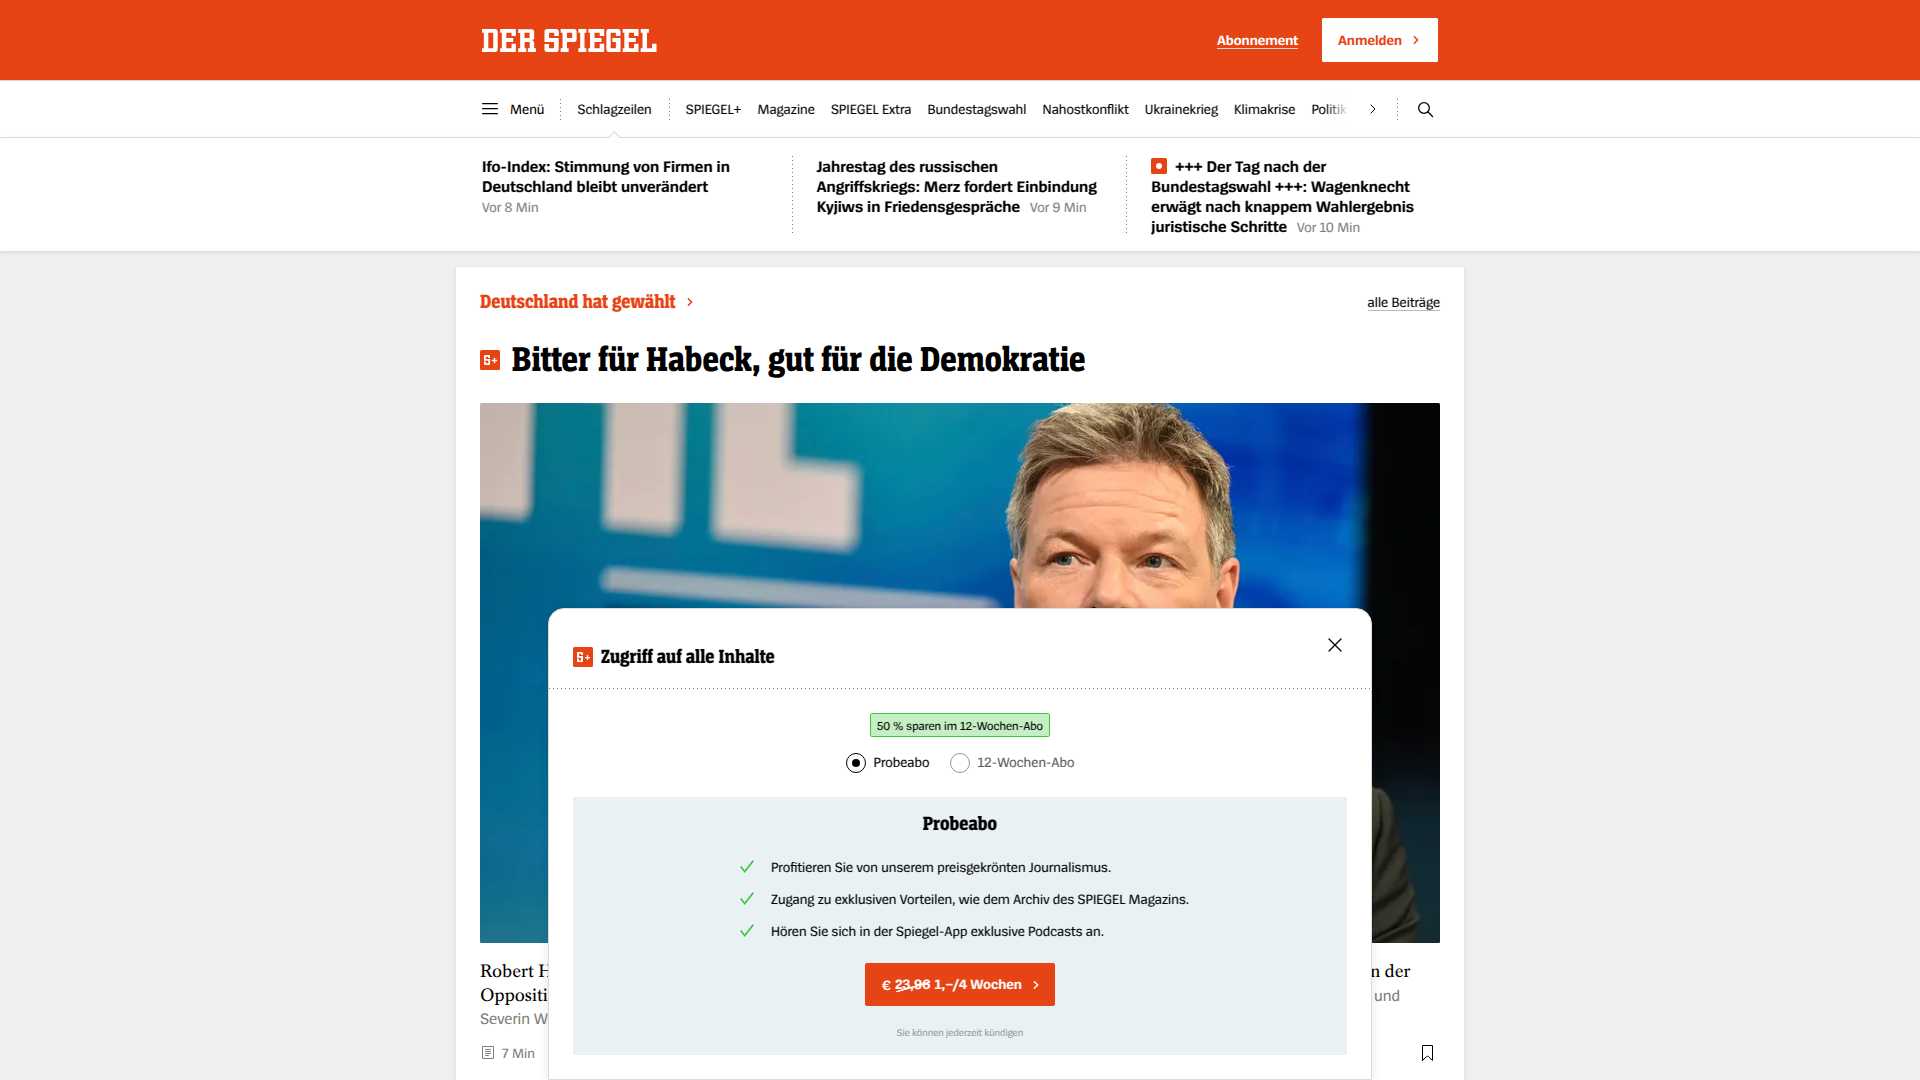 DER SPIEGEL
Abonnement
Anmelden
Menü
Schlagzeilen
SPIEGEL+
Magazine
SPIEGEL Extra
Bundestagswahl
Nahostkonflikt
Ukrainekrieg
Klimakrise
Politik
Ifo-Index: Stimmung von Firmen in
Deutschland bleibt unverändert
Vor 8 Min
Jahrestag des russischen
Angriffskriegs: Merz fordert Einbindung
Kyjiws in Friedensgespräche Vor 9 Min
+++ Der Tag nach der
Bundestagswahl +++: Wagenknecht
erwägt nach knappem Wahlergebnis
juristische Schritte Vor 10 Min
Deutschland hat gewählt
alle Beiträge
S+ Bitter für Habeck, gut für die Demokratie
S+ Zugriff auf alle Inhalte
50 % sparen im 12-Wochen-Abo
Probeabo
12-Wochen-Abo
Probeabo
Profitieren Sie von unserem preisgekrönten Journalismus.
Zugang zu exklusiven Vorteilen, wie dem Archiv des SPIEGEL Magazins.
Hören Sie sich in der Spiegel-App exklusive Podcasts an.
€ 23,96 1,–/4 Wochen
Sie können jederzeit kündigen
Robert
der
und
Severin
7 Min